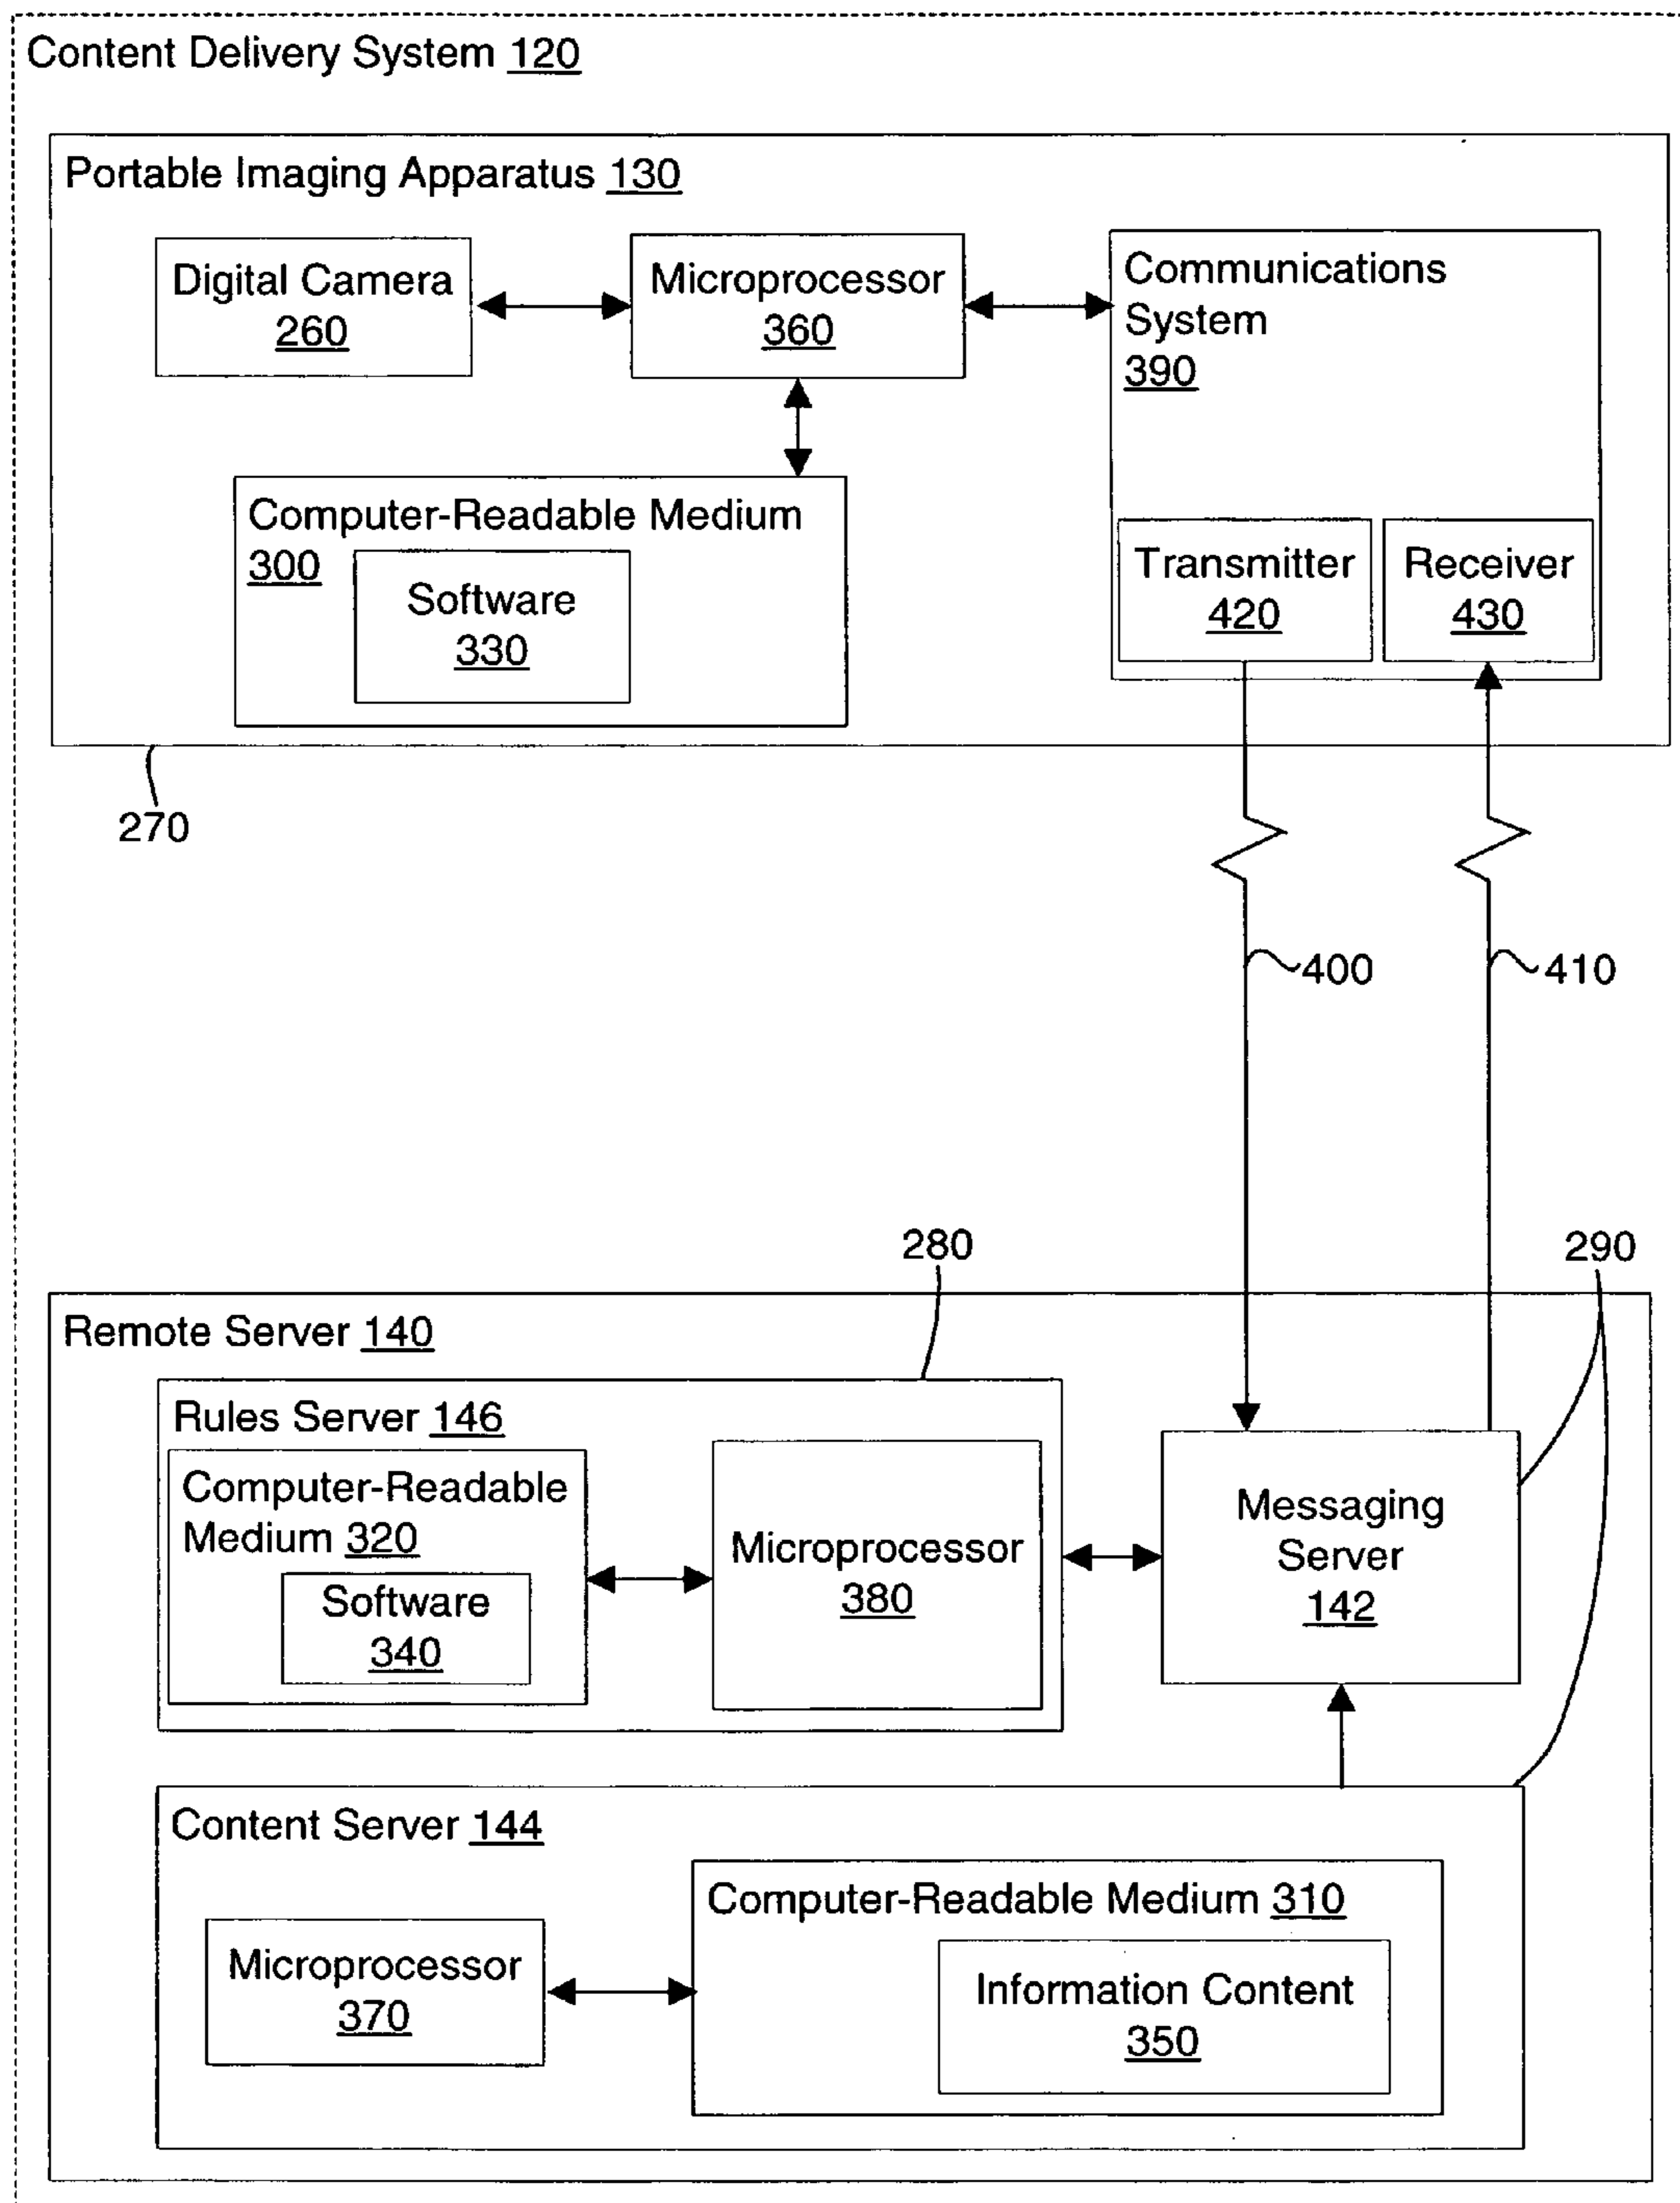 Content Delivery System 120
Portable Imaging Apparatus 130
Digital Camera
260
Microprocessor
360
Communications
System
390
Computer-Readable Medium
300
Software
330
Transmitter
420
Receiver
430
270
400
410
280
290
Remote Server 140
Rules Server 146
Computer-Readable
Medium 320
Software
340
Microprocessor
380
Messaging
Server
142
Content Server 144
Microprocessor
370
Computer-Readable Medium 310
Information Content
350